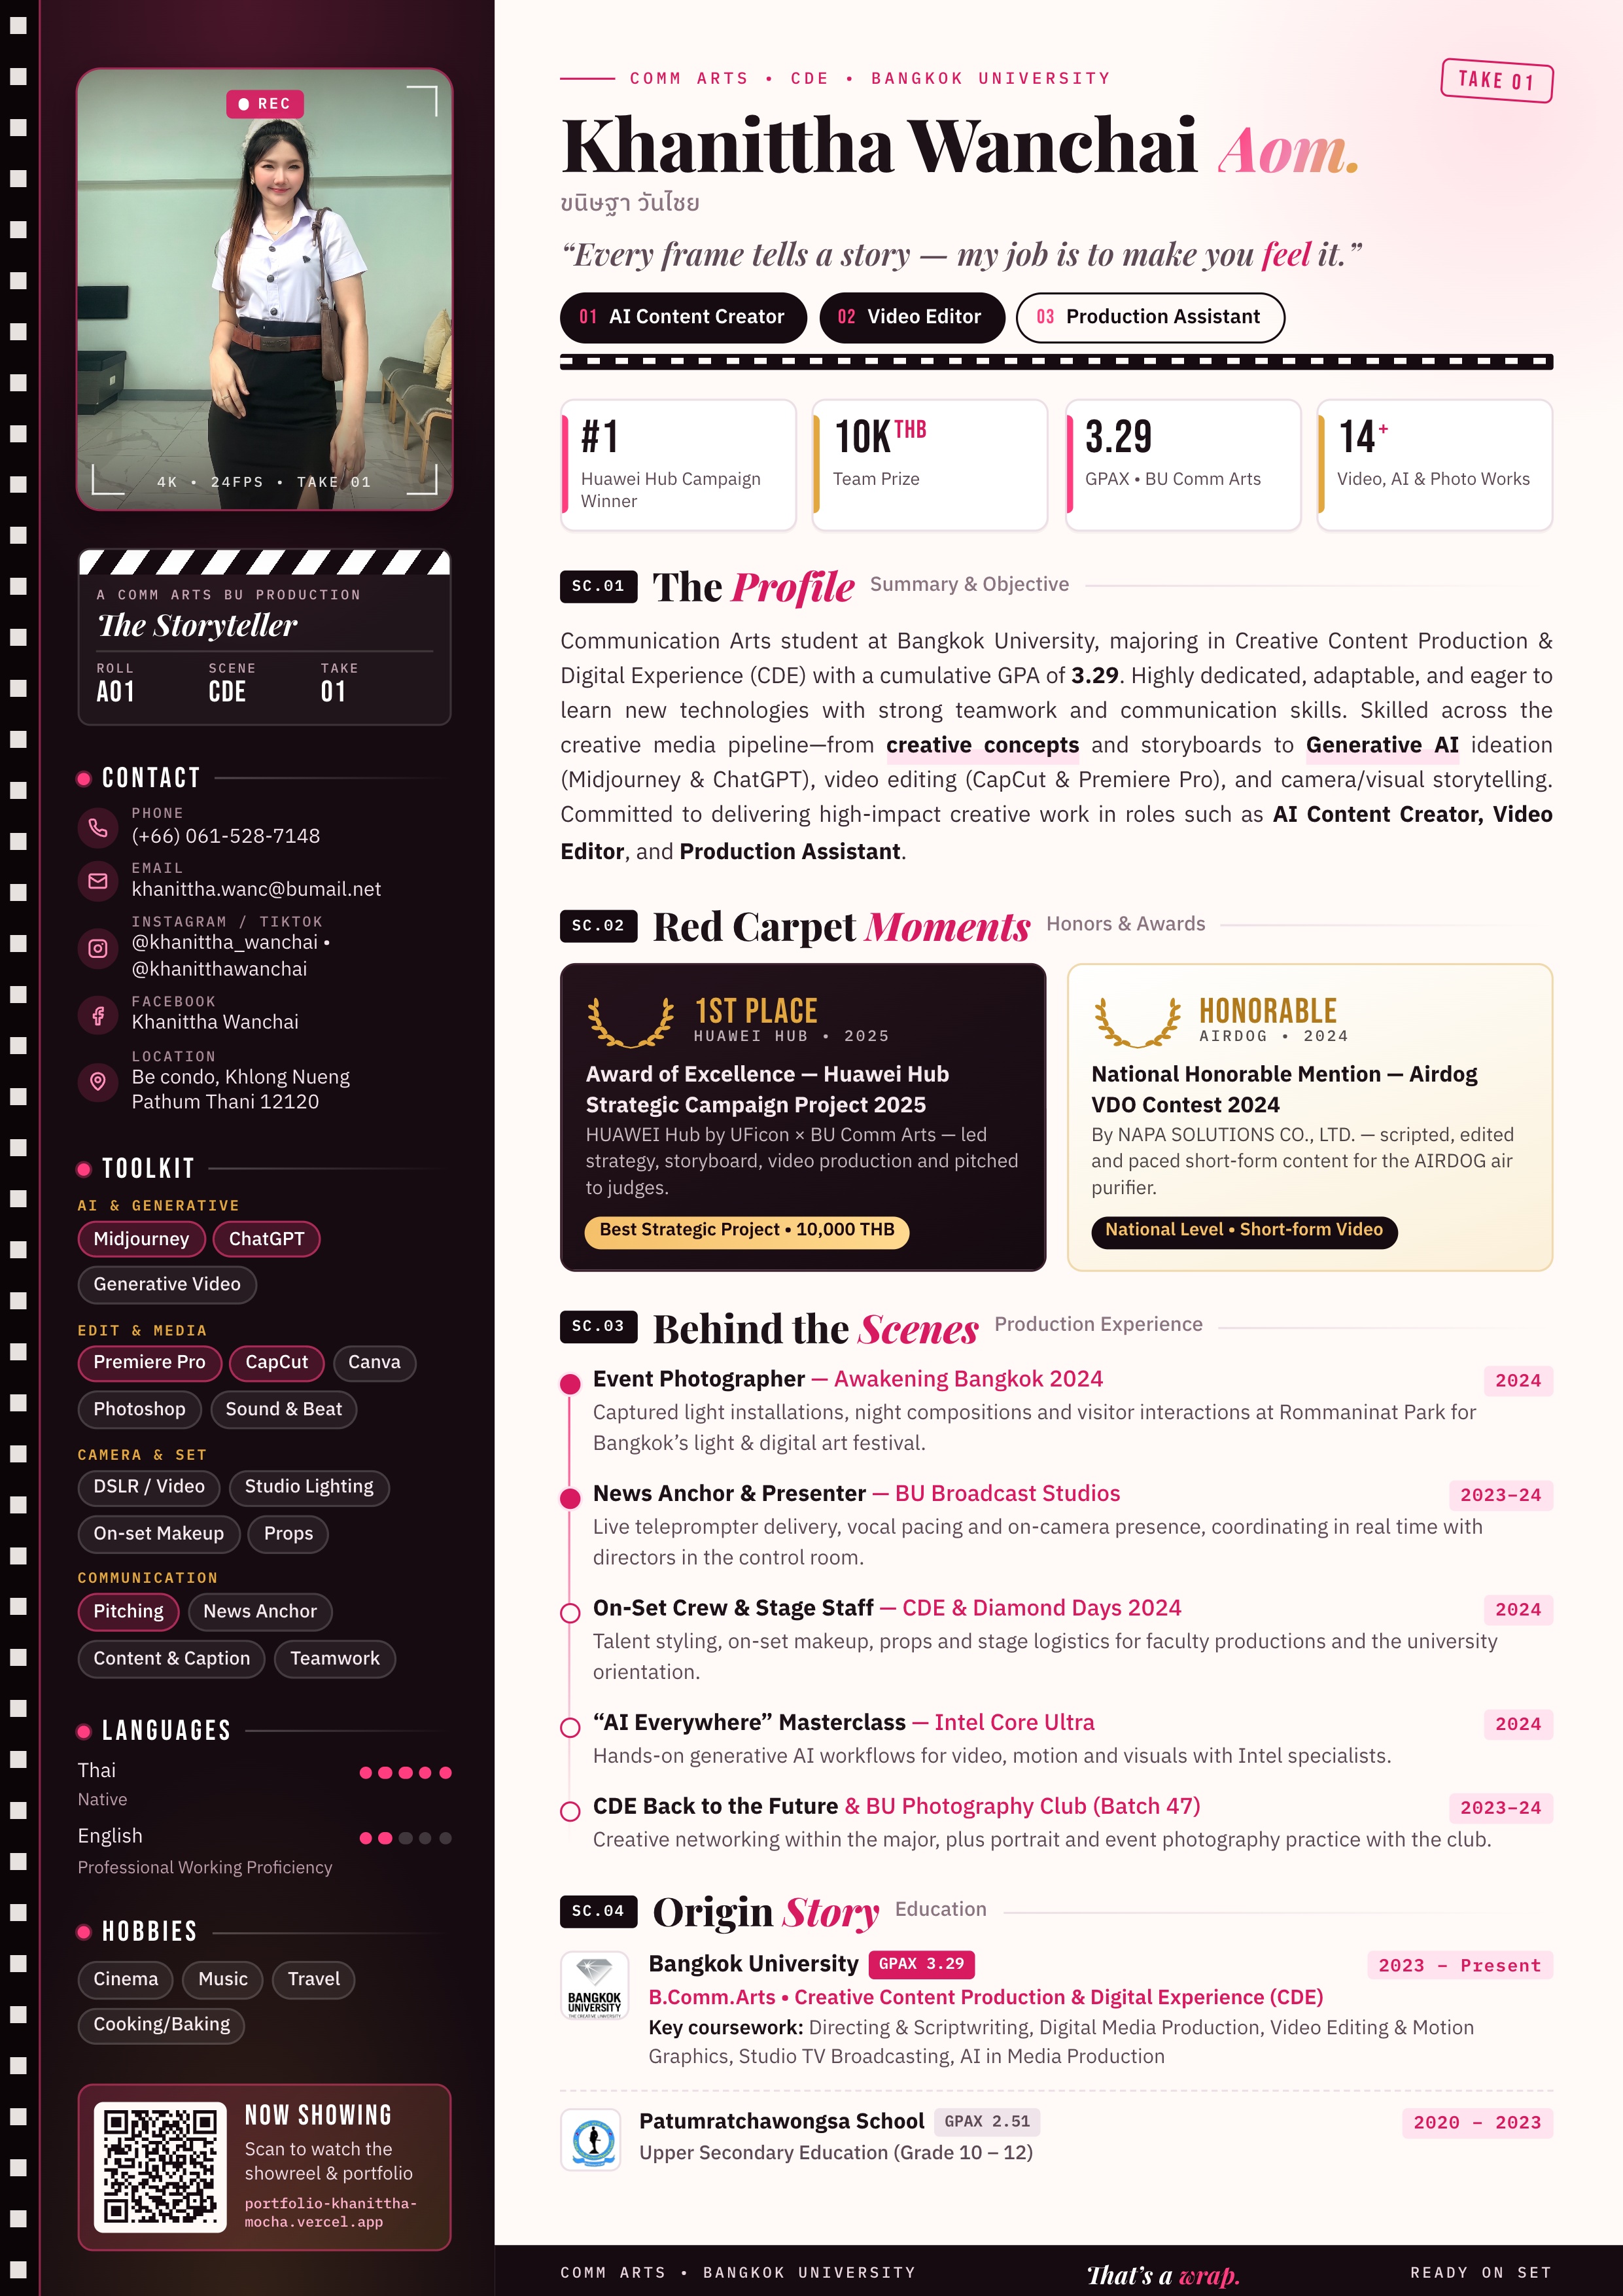 REC
4K • 24FPS • TAKE 01
A COMM ARTS BU PRODUCTION
The Storyteller
ROLL SCENE TAKE
A01 CDE 01
CONTACT
PHONE
(+66) 061-528-7148
EMAIL
khanittha.wanc@bumail.net
INSTAGRAM / TIKTOK
@khanittha_wanchai •
@khanitthawanchai
FACEBOOK
Khanittha Wanchai
LOCATION
Be condo, Khlong Nueng
Pathum Thani 12120
TOOLKIT
AI & GENERATIVE
Midjourney ChatGPT
Generative Video
EDIT & MEDIA
Premiere Pro CapCut Canva
Photoshop Sound & Beat
CAMERA & SET
DSLR / Video Studio Lighting
On-set Makeup Props
COMMUNICATION
Pitching News Anchor
Content & Caption Teamwork
LANGUAGES
Thai
Native
English
Professional Working Proficiency
HOBBIES
Cinema Music Travel
Cooking/Baking
NOW SHOWING
Scan to watch the
showreel & portfolio
portfolio-khanittha-
mocha.vercel.app
COMM ARTS • CDE • BANGKOK UNIVERSITY
TAKE 01
Khanittha Wanchai Aom.
ขนิษฐา วันไชย
“Every frame tells a story — my job is to make you feel it.”
01 AI Content Creator 02 Video Editor 03 Production Assistant
#1
Huawei Hub Campaign
Winner
10K THB
Team Prize
3.29
GPAX • BU Comm Arts
14+
Video, AI & Photo Works
SC.01 The Profile Summary & Objective
Communication Arts student at Bangkok University, majoring in Creative Content Production &
Digital Experience (CDE) with a cumulative GPA of 3.29. Highly dedicated, adaptable, and eager to
learn new technologies with strong teamwork and communication skills. Skilled across the
creative media pipeline—from creative concepts and storyboards to Generative AI ideation
(Midjourney & ChatGPT), video editing (CapCut & Premiere Pro), and camera/visual storytelling.
Committed to delivering high-impact creative work in roles such as AI Content Creator, Video
Editor, and Production Assistant.
SC.02 Red Carpet Moments Honors & Awards
1ST PLACE
HUAWEI HUB • 2025
Award of Excellence — Huawei Hub
Strategic Campaign Project 2025
HUAWEI Hub by UFicon × BU Comm Arts — led
strategy, storyboard, video production and pitched
to judges.
Best Strategic Project • 10,000 THB
HONORABLE
AIRDOG • 2024
National Honorable Mention — Airdog
VDO Contest 2024
By NAPA SOLUTIONS CO., LTD. — scripted, edited
and paced short-form content for the AIRDOG air
purifier.
National Level • Short-form Video
SC.03 Behind the Scenes Production Experience
Event Photographer — Awakening Bangkok 2024 2024
Captured light installations, night compositions and visitor interactions at Rommaninat Park for
Bangkok’s light & digital art festival.
News Anchor & Presenter — BU Broadcast Studios 2023–24
Live teleprompter delivery, vocal pacing and on-camera presence, coordinating in real time with
directors in the control room.
On-Set Crew & Stage Staff — CDE & Diamond Days 2024 2024
Talent styling, on-set makeup, props and stage logistics for faculty productions and the university
orientation.
“AI Everywhere” Masterclass — Intel Core Ultra 2024
Hands-on generative AI workflows for video, motion and visuals with Intel specialists.
CDE Back to the Future & BU Photography Club (Batch 47) 2023–24
Creative networking within the major, plus portrait and event photography practice with the club.
SC.04 Origin Story Education
BANGKOK
UNIVERSITY
THE CREATIVE UNIVERSITY
Bangkok University GPAX 3.29 2023 – Present
B.Comm.Arts • Creative Content Production & Digital Experience (CDE)
Key coursework: Directing & Scriptwriting, Digital Media Production, Video Editing & Motion
Graphics, Studio TV Broadcasting, AI in Media Production
Patumratchawongsa School GPAX 2.51 2020 – 2023
Upper Secondary Education (Grade 10 – 12)
COMM ARTS • BANGKOK UNIVERSITY That’s a wrap. READY ON SET